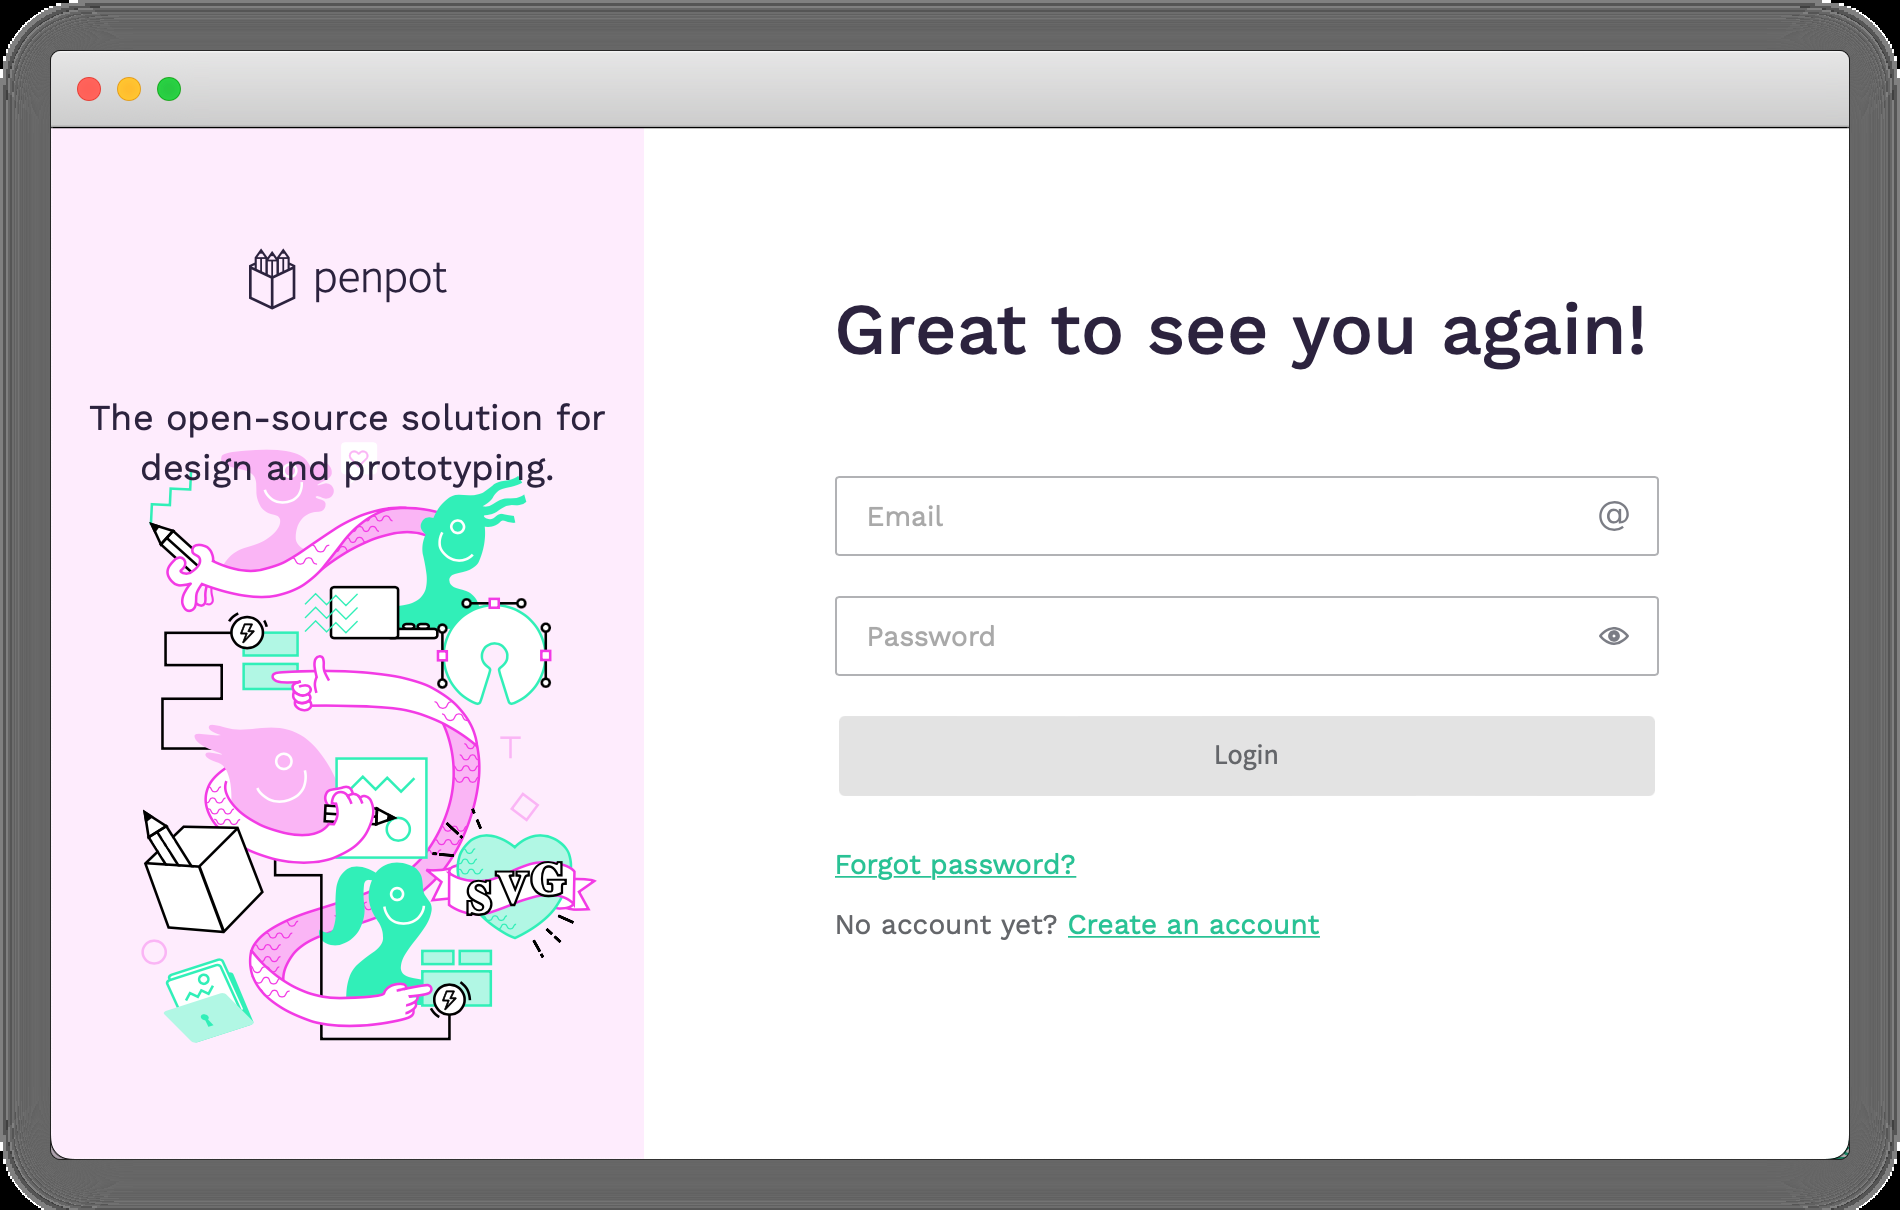 penpot
The open-source solution for
design and prototyping.
SVG
Great to see you again!
Email @
Password
Login
Forgot password?
No account yet? Create an account